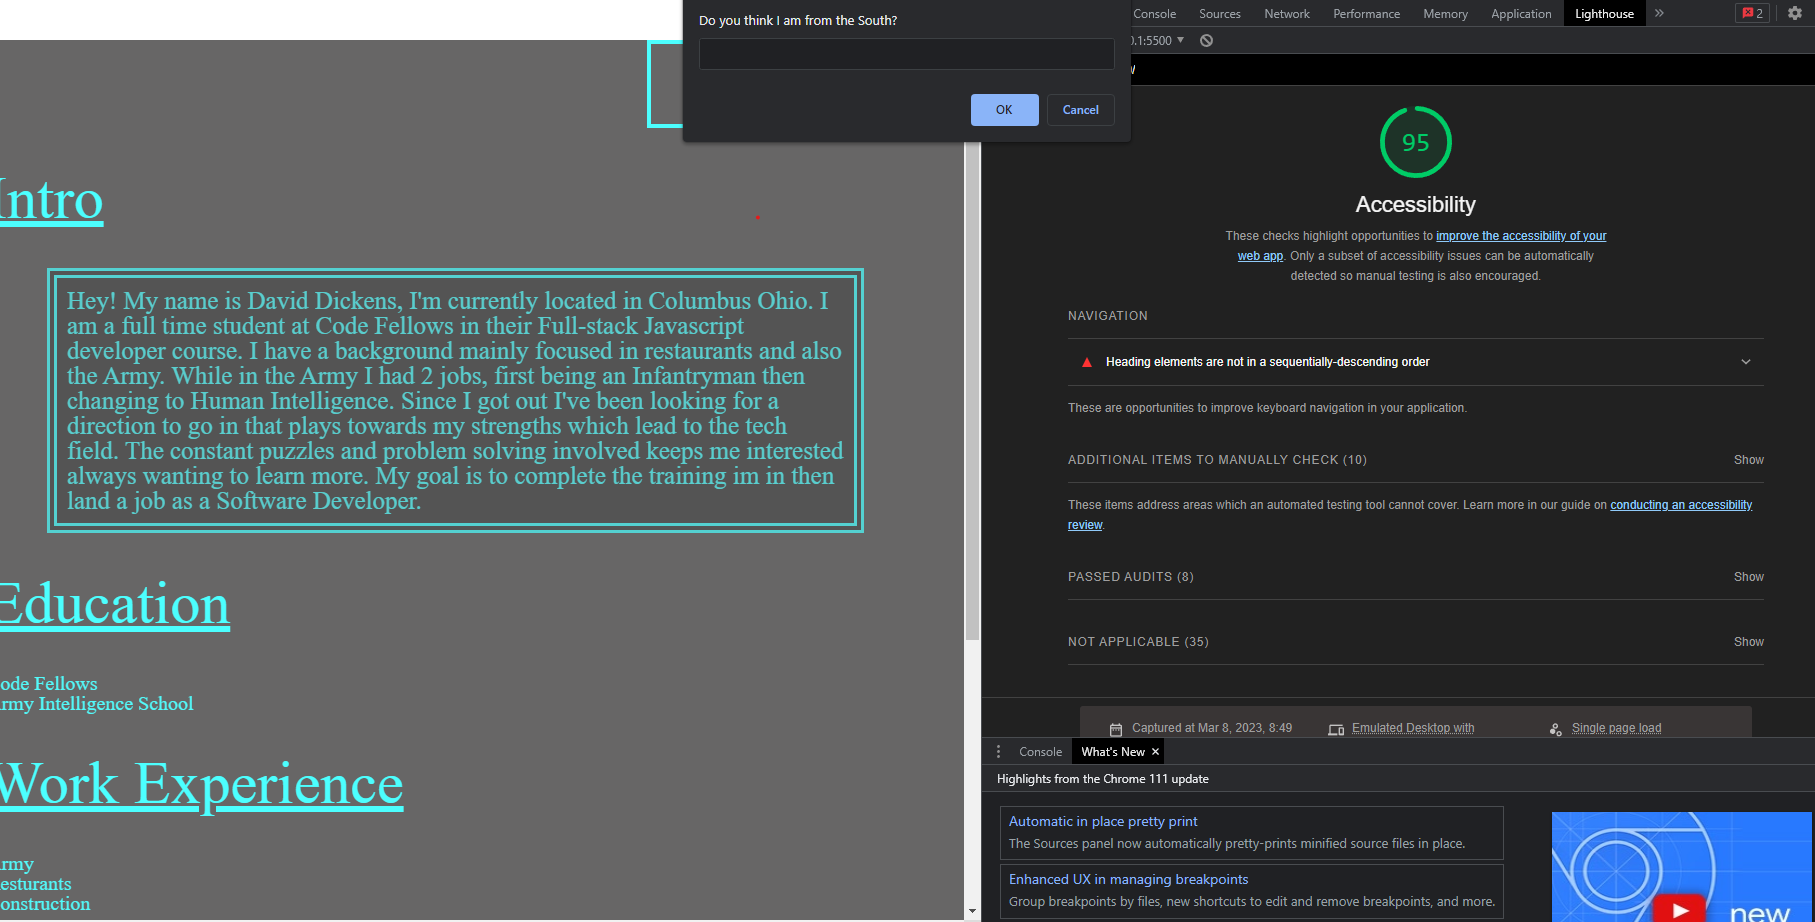 Do you think I am from the South?
OK
Cancel
Intro
Hey! My name is David Dickens, I'm currently located in Columbus Ohio. I
am a full time student at Code Fellows in their Full-stack Javascript
developer course. I have a background mainly focused in restaurants and also
the Army. While in the Army I had 2 jobs, first being an Infantryman then
changing to Human Intelligence. Since I got out I've been looking for a
direction to go in that plays towards my strengths which lead to the tech
field. The constant puzzles and problem solving involved keeps me interested
always wanting to learn more. My goal is to complete the training im in then
land a job as a Software Developer.
Education
ode Fellows
rmy Intelligence School
Work Experience
rmy
esturants
onstruction
Console Sources Network Performance Memory Application Lighthouse » 2
.1:5500
95
Accessibility
These checks highlight opportunities to improve the accessibility of your
web app. Only a subset of accessibility issues can be automatically
detected so manual testing is also encouraged.
NAVIGATION
Heading elements are not in a sequentially-descending order
These are opportunities to improve keyboard navigation in your application.
ADDITIONAL ITEMS TO MANUALLY CHECK (10) Show
These items address areas which an automated testing tool cannot cover. Learn more in our guide on conducting an accessibility
review.
PASSED AUDITS (8) Show
NOT APPLICABLE (35) Show
Captured at Mar 8, 2023, 8:49 Emulated Desktop with Single page load
Console What's New ×
Highlights from the Chrome 111 update
Automatic in place pretty print
The Sources panel now automatically pretty-prints minified source files in place.
Enhanced UX in managing breakpoints
Group breakpoints by files, new shortcuts to edit and remove breakpoints, and more.
new